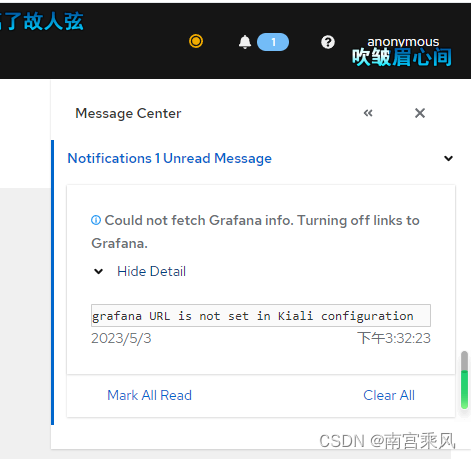 了故人弦
1
anonymous
吹皱眉心间
Message Center
Notifications 1 Unread Message
Could not fetch Grafana info. Turning off links to
Grafana.
Hide Detail
grafana URL is not set in Kiali configuration
2023/5/3 下午3:32:23
Mark All Read Clear All
CSDN @南宫乘风